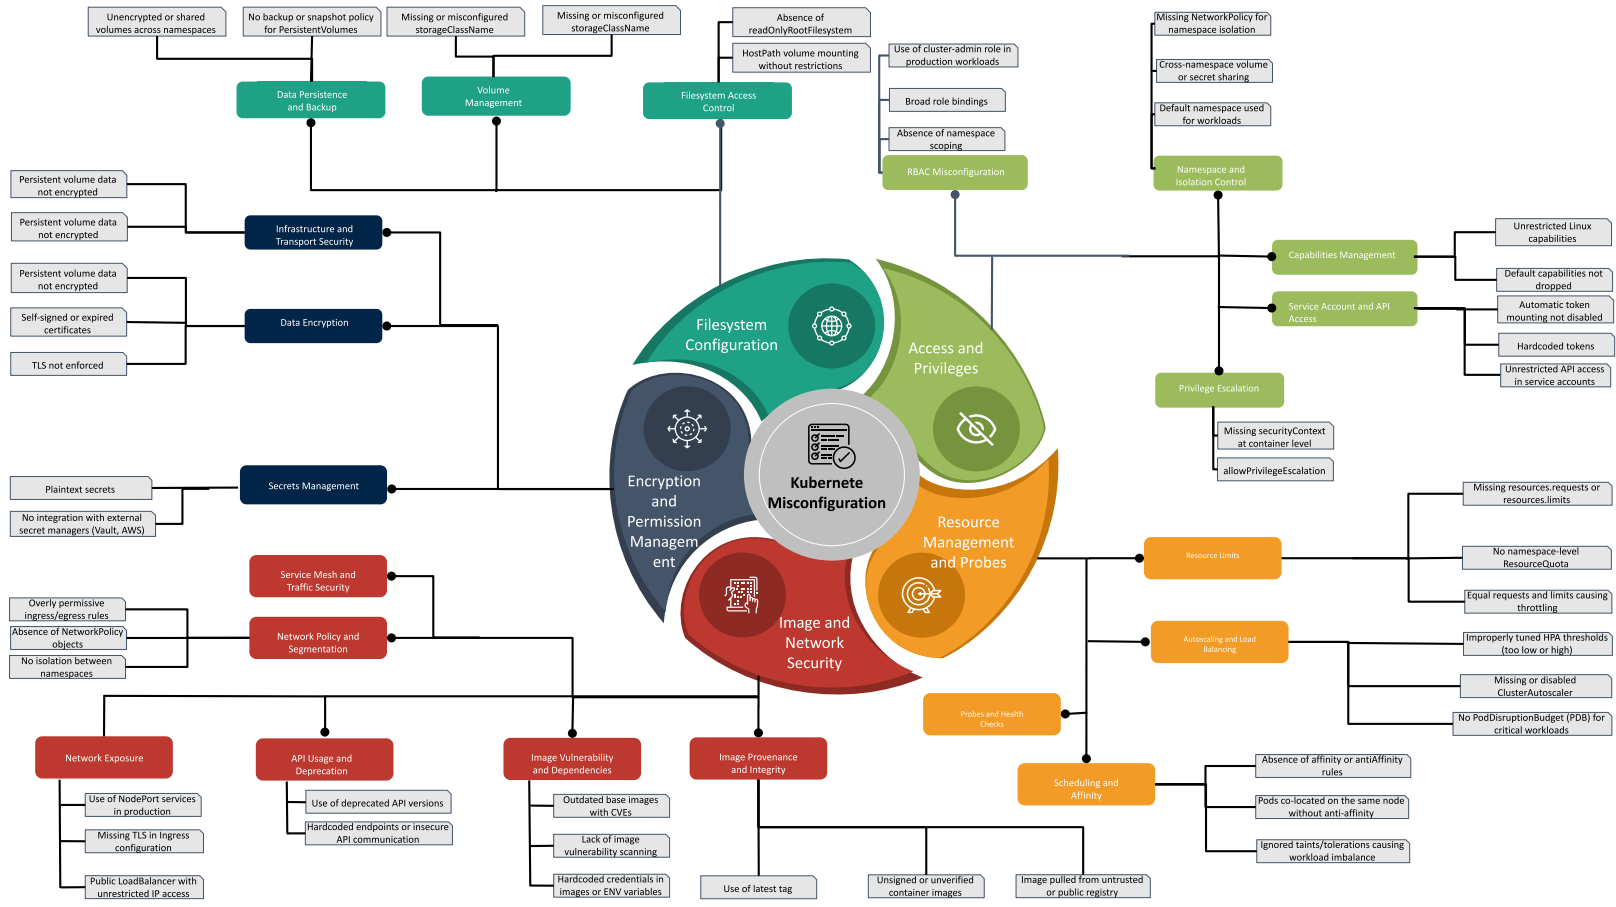 Unencrypted or shared
volumes across namespaces
No backup or snapshot policy
for PersistentVolumes
Missing or misconfigured
storageClassName
Missing or misconfigured
storageClassName
Absence of
readOnlyRootFilesystem
HostPath volume mounting
without restrictions
Data Persistence
and Backup
Volume
Management
Filesystem Access
Control
Use of cluster-admin role in
production workloads
Broad role bindings
Absence of namespace
scoping
RBAC Misconfiguration
Missing NetworkPolicy for
namespace isolation
Cross-namespace volume
or secret sharing
Default namespace used
for workloads
Namespace and
Isolation Control
Persistent volume data
not encrypted
Persistent volume data
not encrypted
Infrastructure and
Transport Security
Persistent volume data
not encrypted
Self-signed or expired
certificates
TLS not enforced
Data Encryption
Plaintext secrets
No integration with external
secret managers (Vault, AWS)
Secrets Management
Capabilities Management
Unrestricted Linux
capabilities
Default capabilities not
dropped
Service Account and API
Access
Automatic token
mounting not disabled
Hardcoded tokens
Unrestricted API access
in service accounts
Privilege Escalation
Missing securityContext
at container level
allowPrivilegeEscalation
Filesystem
Configuration
Access and
Privileges
Encryption
and
Permission
Managem
ent
Kubernete
Misconfiguration
Resource
Management
and Probes
Image and
Network
Security
Resource Limits
Missing resources.requests or
resources.limits
No namespace-level
ResourceQuota
Equal requests and limits causing
throttling
Autoscaling and Load
Balancing
Improperly tuned HPA thresholds
(too low or high)
Missing or disabled
ClusterAutoscaler
No PodDisruptionBudget (PDB) for
critical workloads
Probes and Health
Checks
Scheduling and
Affinity
Absence of affinity or antiAffinity
rules
Pods co-located on the same node
without anti-affinity
Ignored taints/tolerations causing
workload imbalance
Service Mesh and
Traffic Security
Network Policy and
Segmentation
Overly permissive
ingress/egress rules
Absence of NetworkPolicy
objects
No isolation between
namespaces
Network Exposure
Use of NodePort services
in production
Missing TLS in Ingress
configuration
Public LoadBalancer with
unrestricted IP access
API Usage and
Deprecation
Use of deprecated API versions
Hardcoded endpoints or insecure
API communication
Image Vulnerability
and Dependencies
Outdated base images
with CVEs
Lack of image
vulnerability scanning
Hardcoded credentials in
images or ENV variables
Image Provenance
and Integrity
Use of latest tag
Unsigned or unverified
container images
Image pulled from untrusted
or public registry